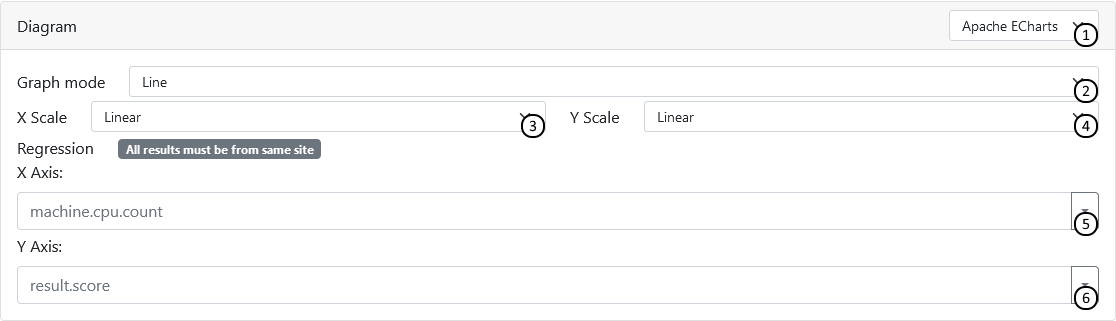 Diagram Apache ECharts 1
Graph mode Line 2
X Scale Linear 3 Y Scale Linear 4
Regression All results must be from same site
X Axis:
machine.cpu.count 5
Y Axis:
result.score 6